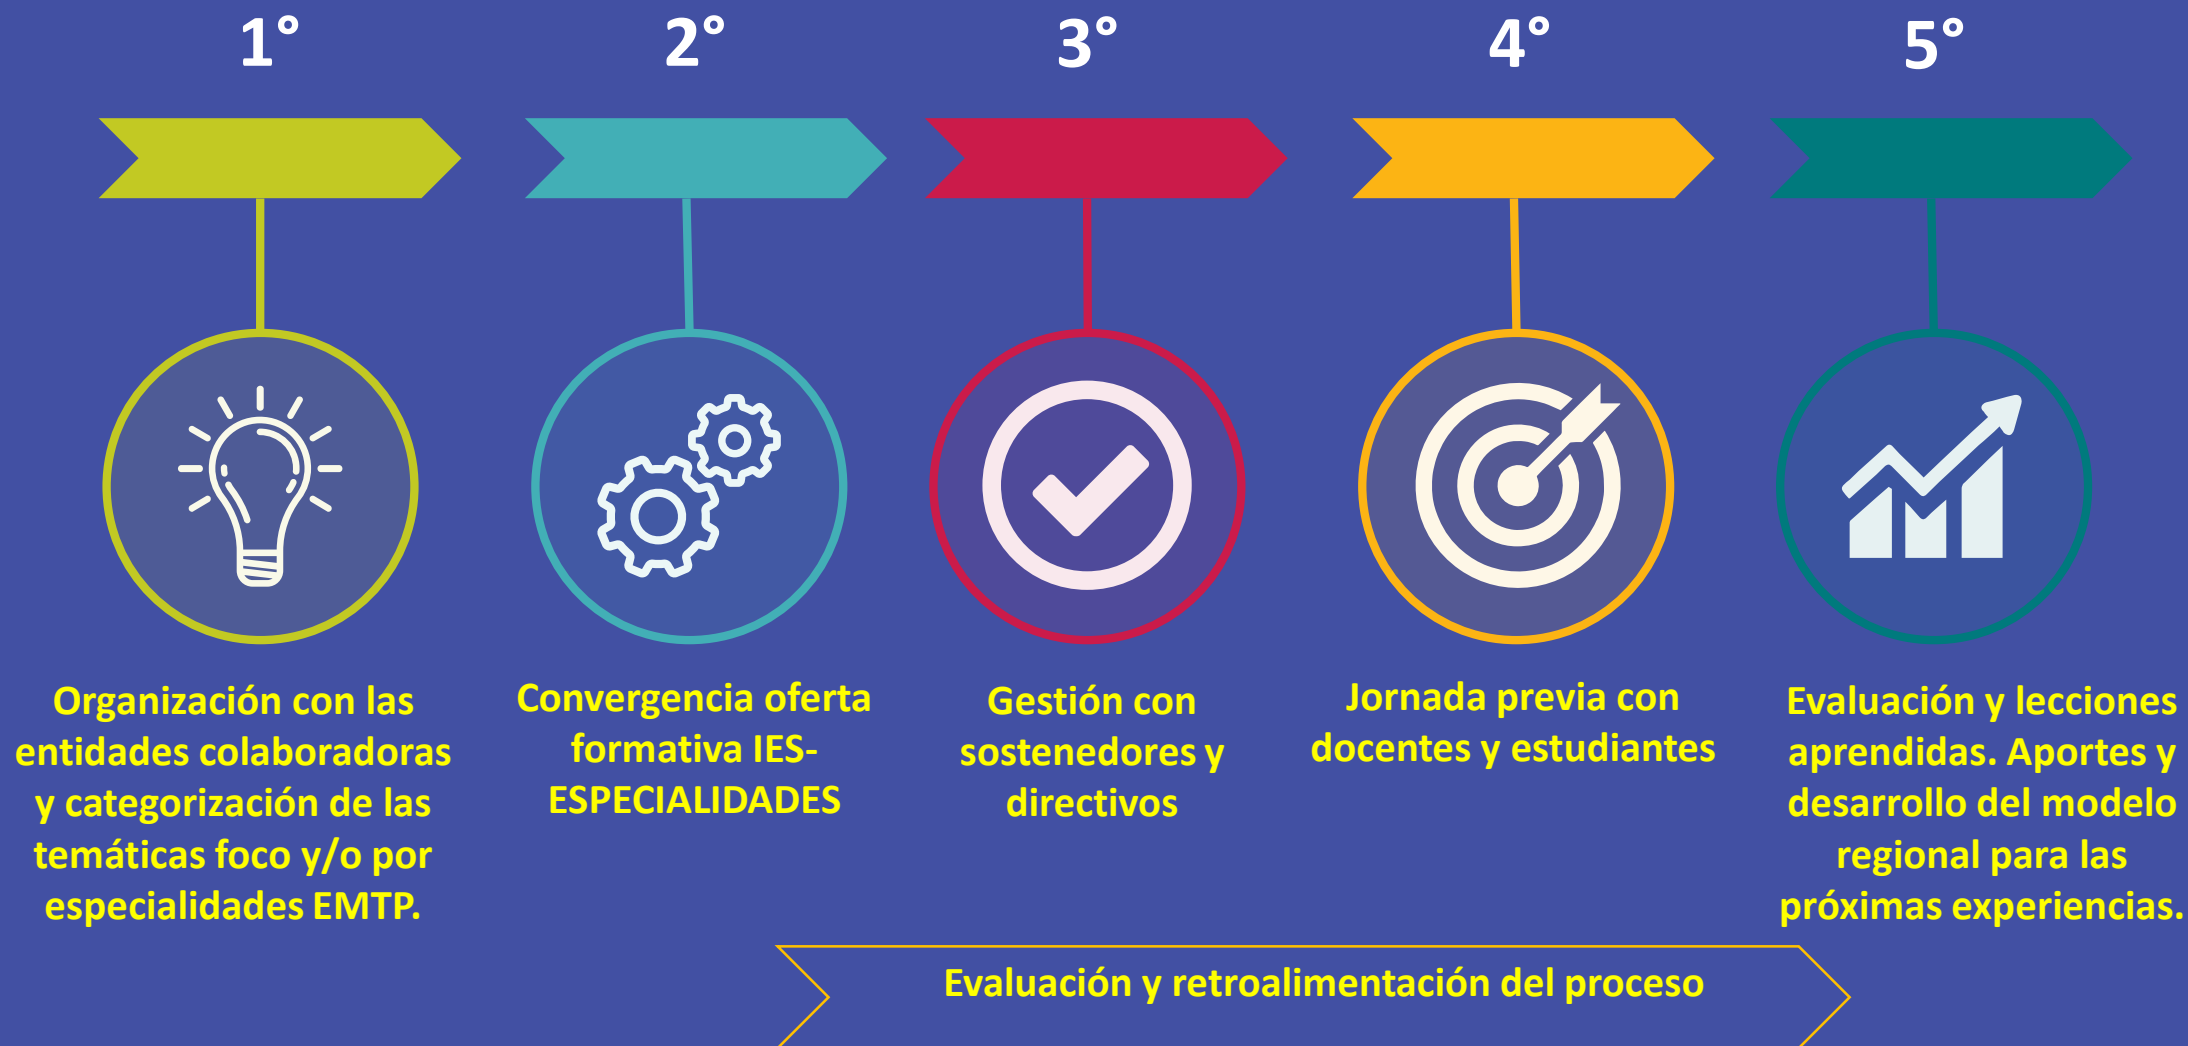 1°
2°
3°
4°
5°
Organización con las
entidades colaboradoras
y categorización de las
temáticas foco y/o por
especialidades EMTP.
Convergencia oferta
formativa IES-
ESPECIALIDADES
Gestión con
sostenedores y
directivos
Jornada previa con
docentes y estudiantes
Evaluación y lecciones
aprendidas. Aportes y
desarrollo del modelo
regional para las
próximas experiencias.
Evaluación y retroalimentación del proceso